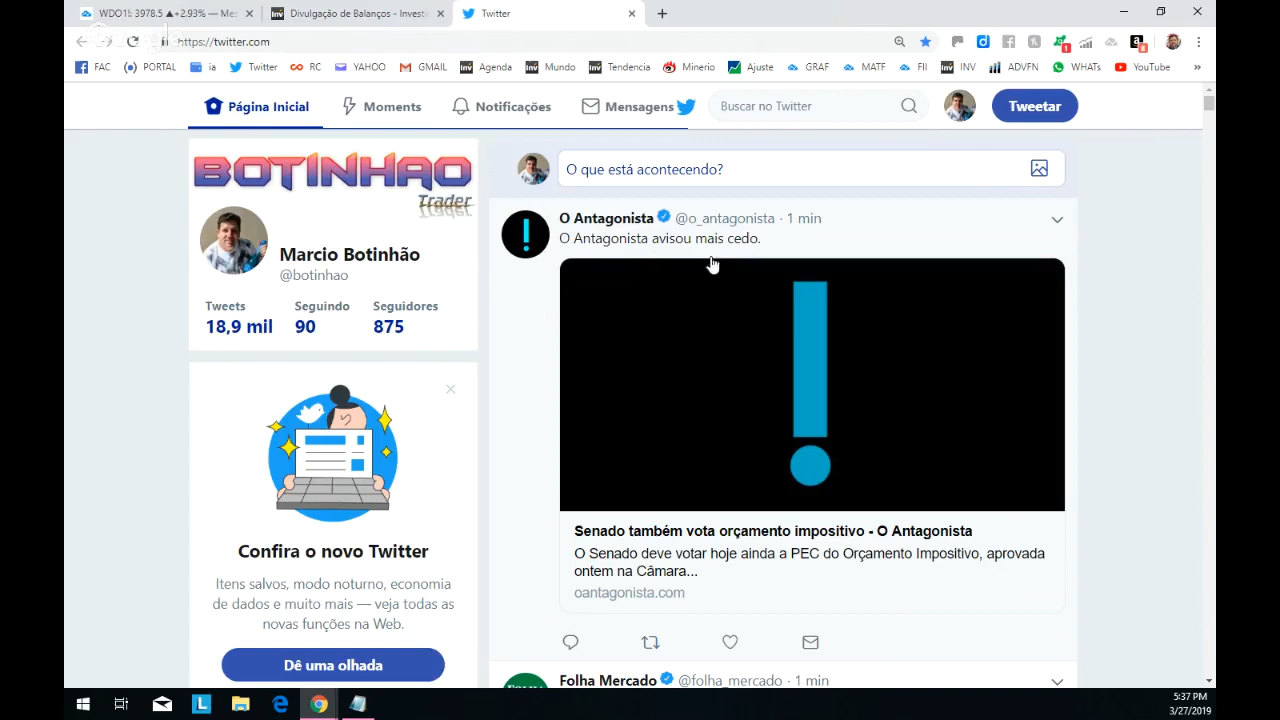 WDO1! 3978.5 ▲+2.93% — Me
Divulgação de Balanços - Investi
Twitter
https://twitter.com
FAC
PORTAL
ia
Twitter
RC
YAHOO
GMAIL
Agenda
Mundo
Tendencia
Minerio
Ajuste
GRAF
MATF
FII
INV
ADVFN
WHATs
YouTube
»
Página Inicial
Moments
Notificações
Mensagens
Buscar no Twitter
Tweetar
BOTINHAO
Trader
Marcio Botinhão
@botinhao
Tweets Seguindo Seguidores
18,9 mil 90 875
Confira o novo Twitter
Itens salvos, modo noturno, economia
de dados e muito mais — veja todas as
novas funções na Web.
Dê uma olhada
O que está acontecendo?
O Antagonista @o_antagonista · 1 min
O Antagonista avisou mais cedo.
Senado também vota orçamento impositivo - O Antagonista
O Senado deve votar hoje ainda a PEC do Orçamento Impositivo, aprovada
ontem na Câmara...
oantagonista.com
Folha Mercado @folha_mercado · 1 min
5:37 PM
3/27/2019